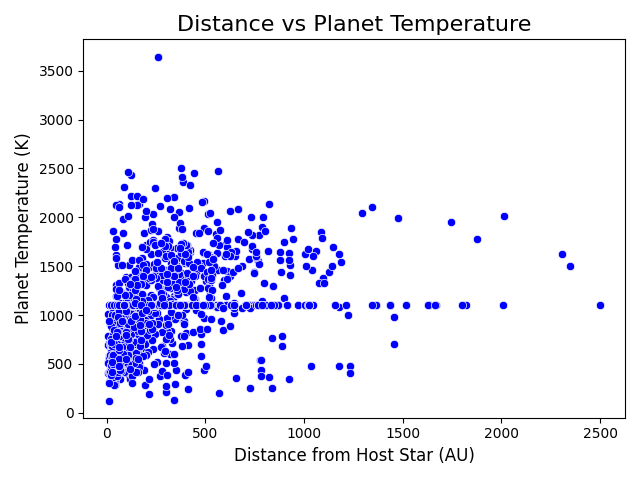 Distance vs Planet Temperature
Planet Temperature (K)
3500
3000
2500
2000
1500
1000
500
0
0 500 1000 1500 2000 2500
Distance from Host Star (AU)